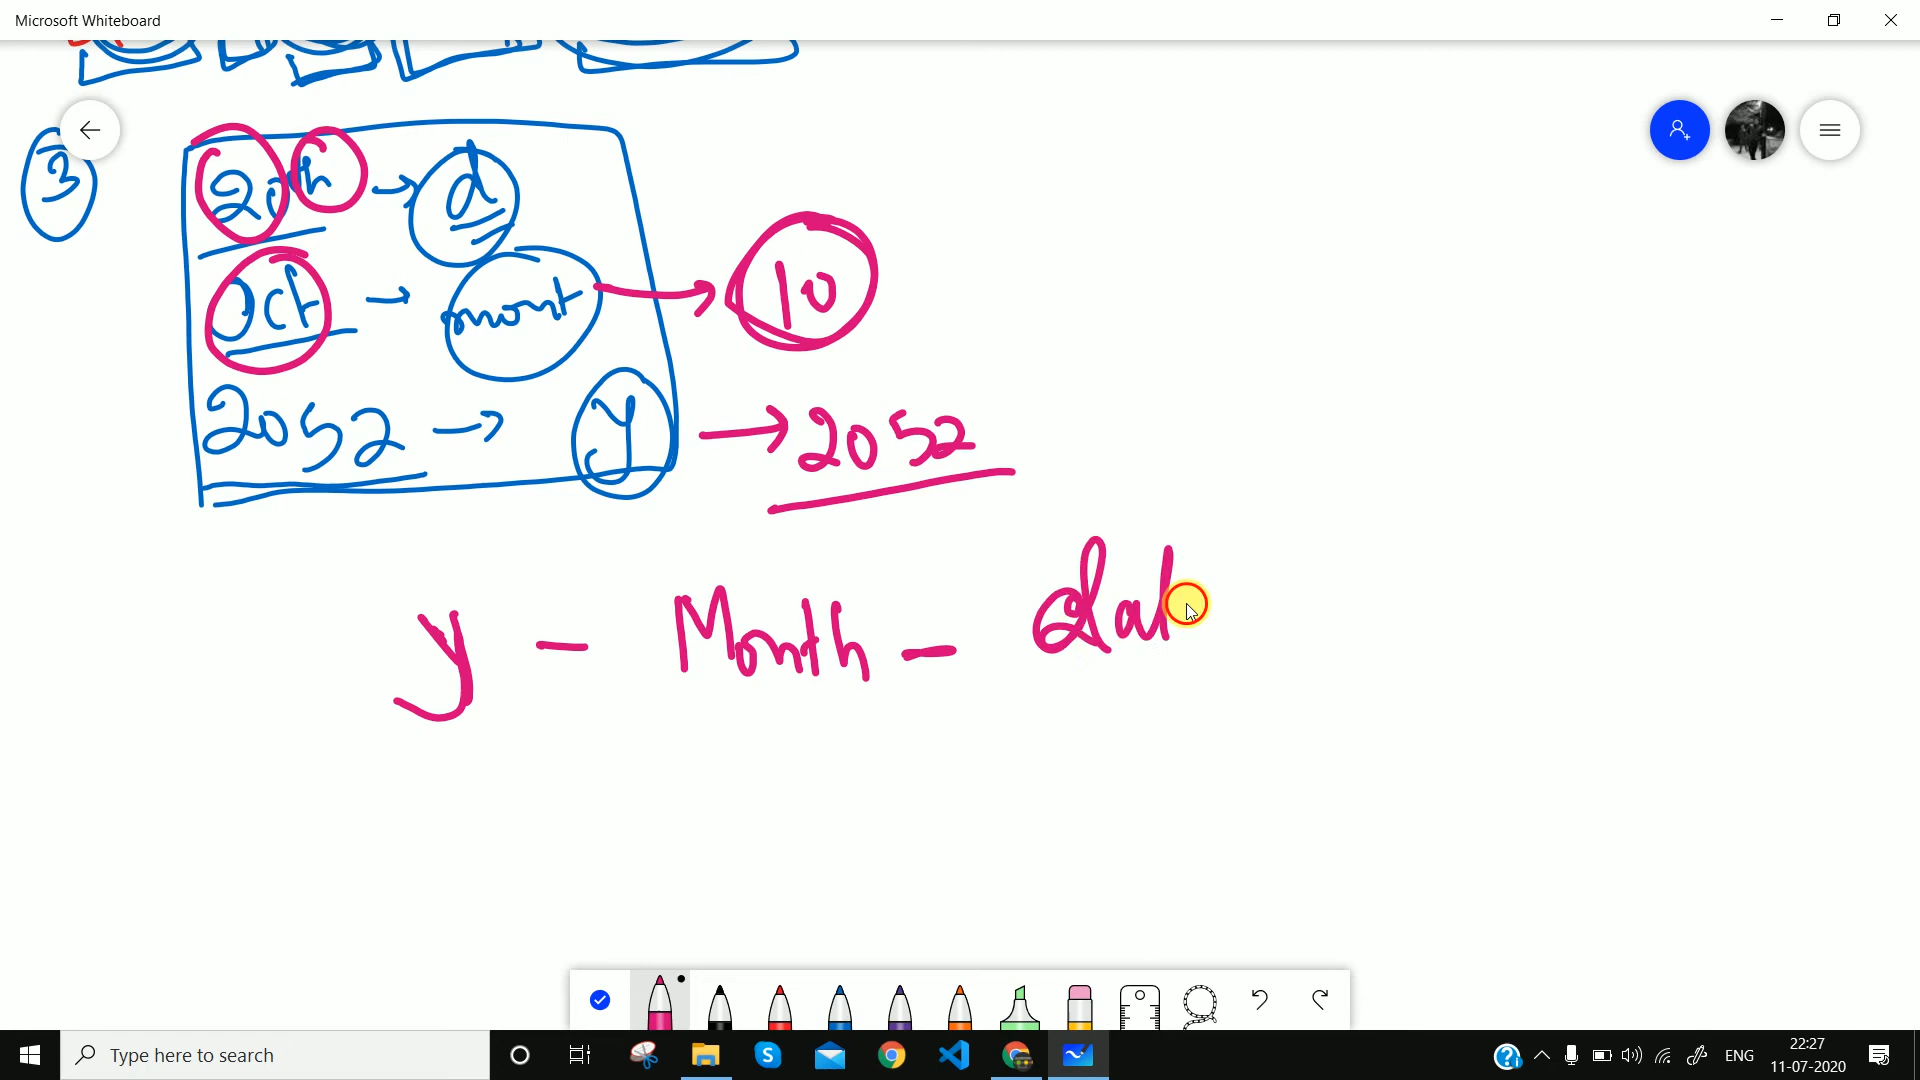 Microsoft Whiteboard
3
20th → d
Oct → mont → 10
2052 → y → 2052
y - Month - dat
Type here to search
ENG
22:27
11-07-2020